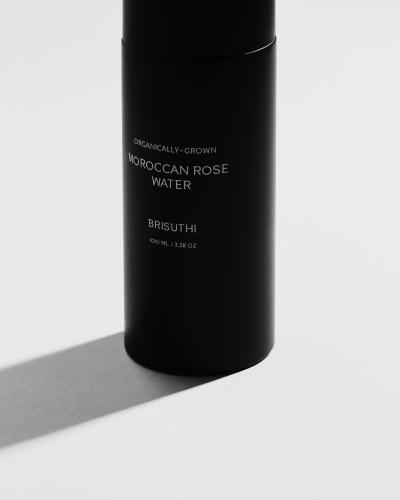 ORGANICALLY-GROWN
MOROCCAN ROSE
WATER
BRISUTHI
100 ML / 3.38 OZ